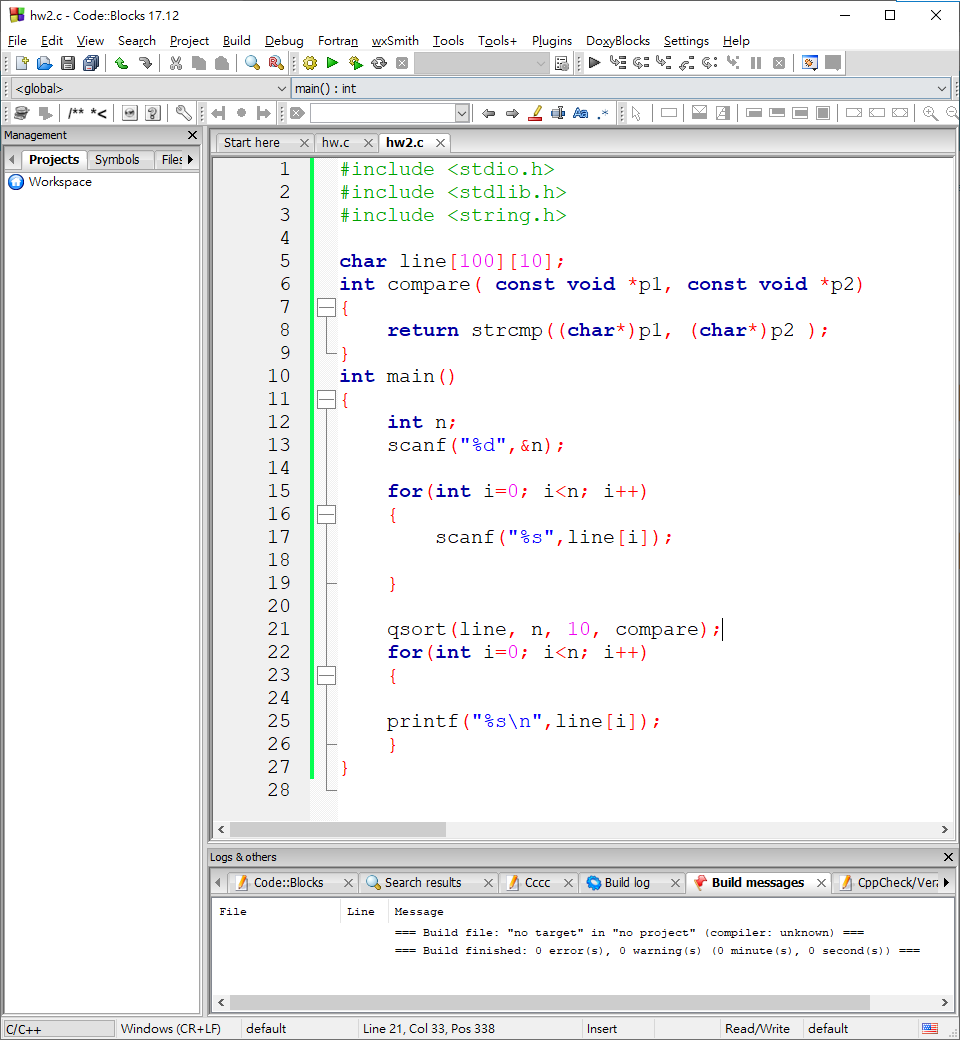 hw2.c - Code::Blocks 17.12
File Edit View Search Project Build Debug Fortran wxSmith Tools Tools+ Plugins DoxyBlocks Settings Help
<global> main() : int
/** *<
Management
Projects Symbols Files
Workspace
Start here hw.c hw2.c
1 #include <stdio.h>
2 #include <stdlib.h>
3 #include <string.h>
4
5 char line[100][10];
6 int compare( const void *p1, const void *p2)
7 {
8 return strcmp((char*)p1, (char*)p2 );
9 }
10 int main()
11 {
12 int n;
13 scanf("%d",&n);
14
15 for(int i=0; i<n; i++)
16 {
17 scanf("%s",line[i]);
18
19 }
20
21 qsort(line, n, 10, compare);
22 for(int i=0; i<n; i++)
23 {
24
25 printf("%s\n",line[i]);
26 }
27 }
28
Logs & others
Code::Blocks Search results Cccc Build log Build messages CppCheck/Vera
File Line Message
=== Build file: "no target" in "no project" (compiler: unknown) ===
=== Build finished: 0 error(s), 0 warning(s) (0 minute(s), 0 second(s)) ===
C/C++ Windows (CR+LF) default Line 21, Col 33, Pos 338 Insert Read/Write default